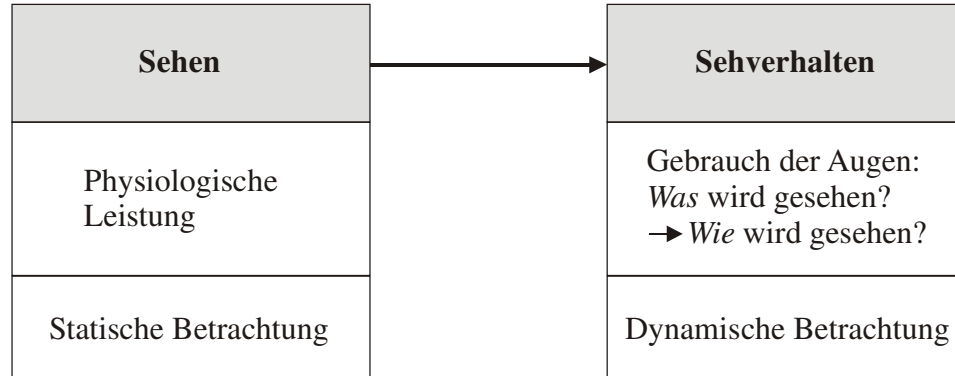 Sehen
Physiologische
Leistung
Statische Betrachtung
Sehverhalten
Gebrauch der Augen:
Was wird gesehen?
→ Wie wird gesehen?
Dynamische Betrachtung